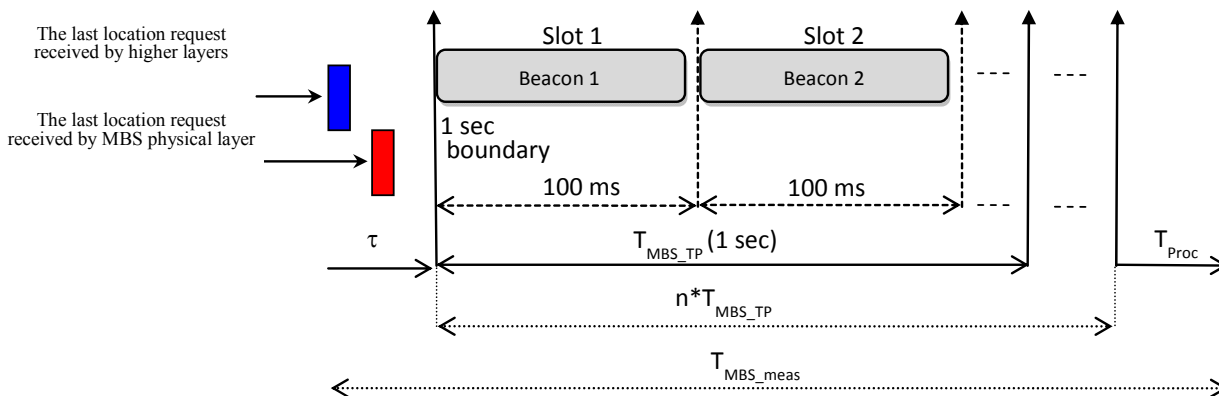 The last location request
received by higher layers
The last location request
received by MBS physical layer
Slot 1
Slot 2
Beacon 1
Beacon 2
1 sec
boundary
100 ms
100 ms
τ
T_MBS_TP (1 sec)
T_Proc
n*T_MBS_TP
T_MBS_meas